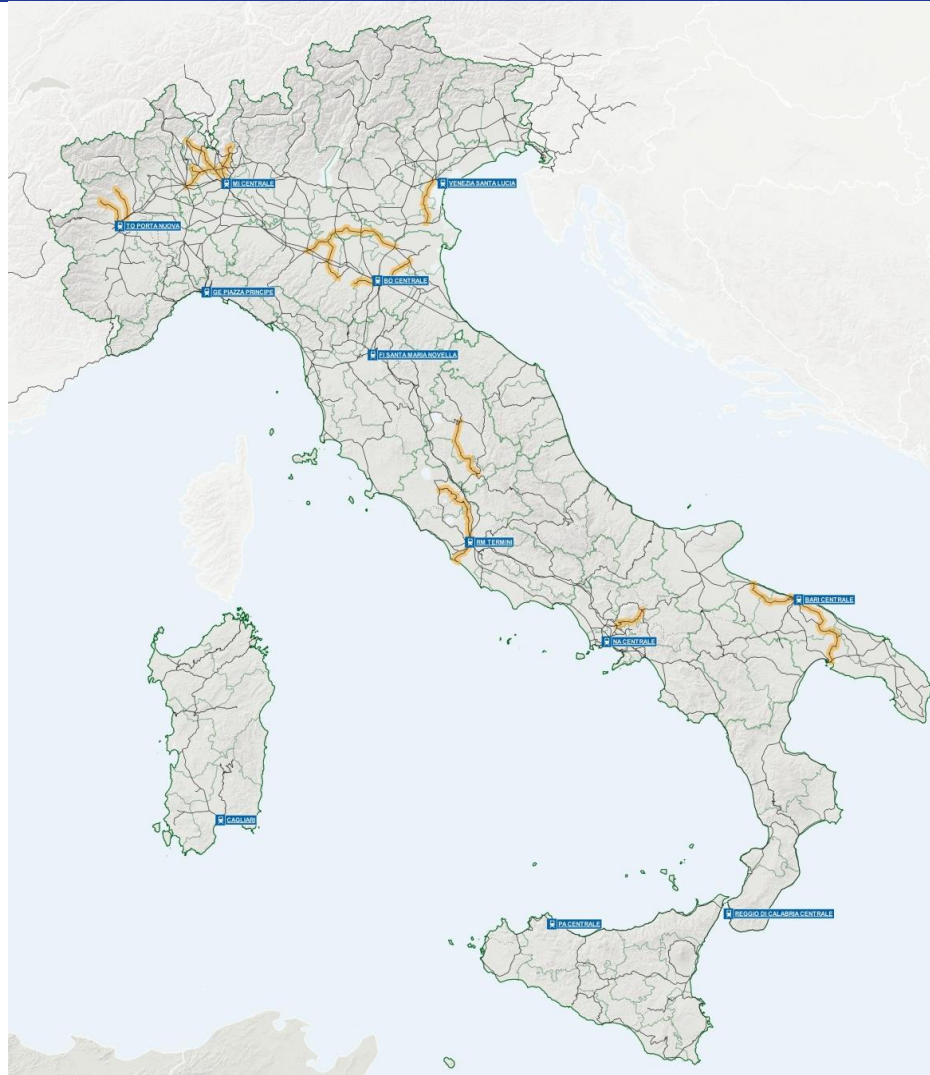 MI CENTRALE
VENEZIA SANTA LUCIA
TO PORTA NUOVA
BO CENTRALE
GE PIAZZA PRINCIPE
FI SANTA MARIA NOVELLA
RM TERMINI
BARI CENTRALE
NA CENTRALE
CAGLIARI
REGGIO DI CALABRIA CENTRALE
PA CENTRALE